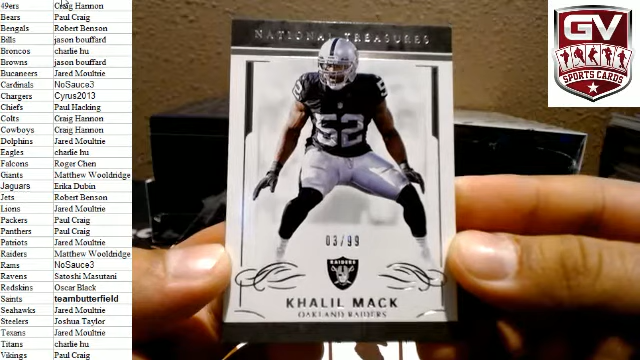 49ers Craig Hannon
Bears Paul Craig
Bengals Robert Benson
Bills jason bouffard
Broncos charlie hu
Browns jason bouffard
Bucaneers Jared Moultrie
Cardinals NoSauce3
Chargers Cyrus2013
Chiefs Paul Hacking
Colts Craig Hannon
Cowboys Craig Hannon
Dolphins Jared Moultrie
Eagles charlie hu
Falcons Roger Chen
Giants Matthew Wooldridge
Jaguars Erika Dubin
Jets Robert Benson
Lions Jared Moultrie
Packers Paul Craig
Panthers Paul Craig
Patriots Jared Moultrie
Raiders Matthew Wooldridge
Rams NoSauce3
Ravens Satoshi Masutani
Redskins Oscar Black
Saints teambutterfield
Seahawks Jared Moultrie
Steelers Joshua Taylor
Texans Jared Moultrie
Titans charlie hu
Vikings Paul Craig
NATIONAL TREASURES
52
52
03/99
RAIDERS
KHALIL MACK
OAKLAND RAIDERS
GV
SPORTS CARDS